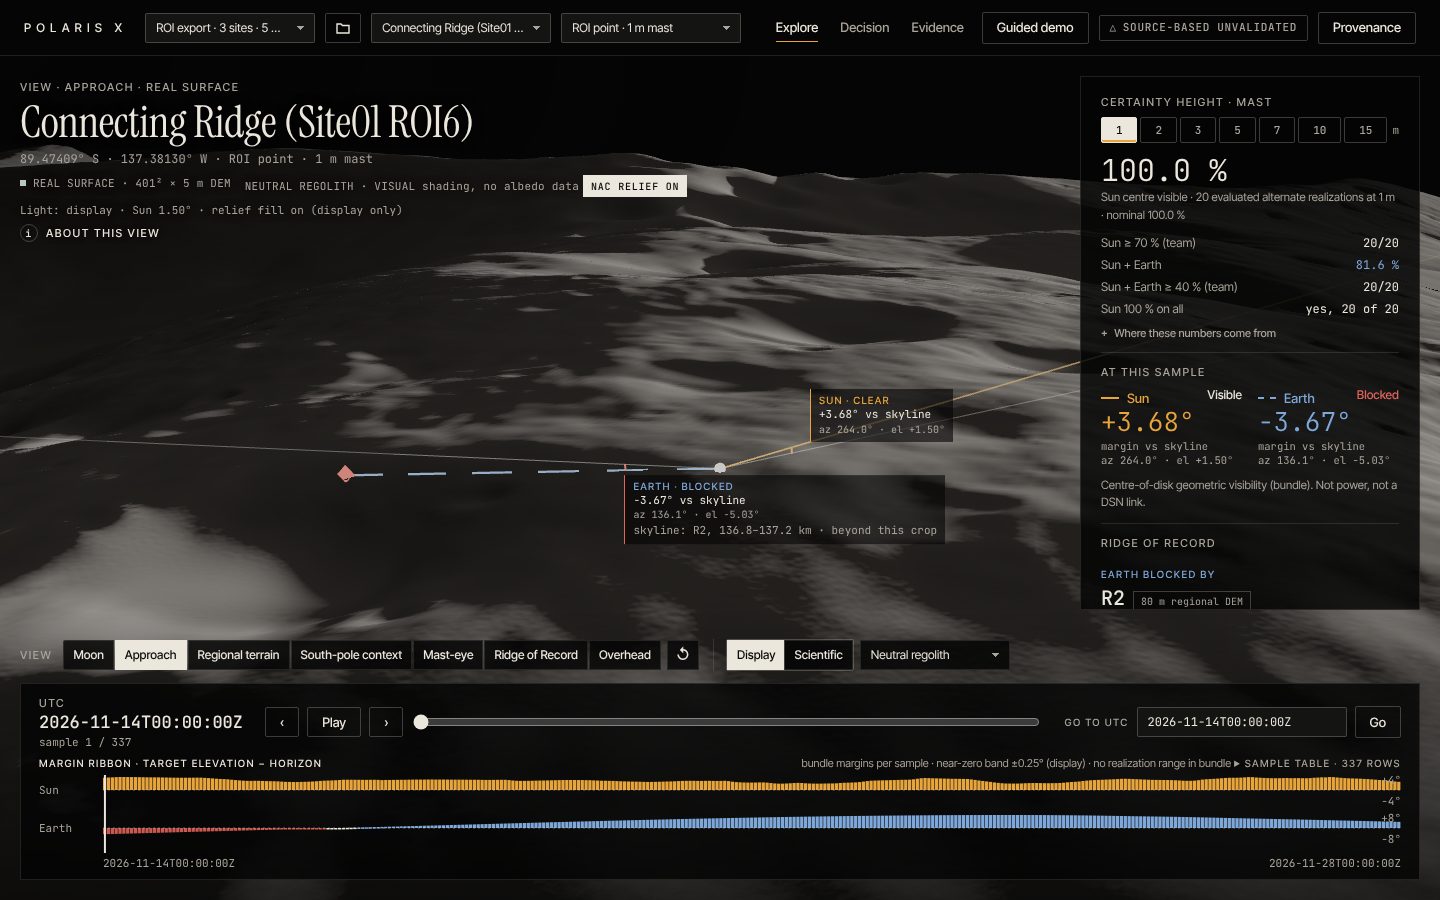 POLARIS X
ROI export · 3 sites · 5 ...
Connecting Ridge (Site01 ...
ROI point · 1 m mast
Explore
Decision
Evidence
Guided demo
△ SOURCE-BASED UNVALIDATED
Provenance
VIEW · APPROACH · REAL SURFACE
Connecting Ridge (Site01 ROI6)
89.47409° S · 137.38130° W · ROI point · 1 m mast
REAL SURFACE · 401² × 5 m DEM
NEUTRAL REGOLITH · VISUAL shading, no albedo data
NAC RELIEF ON
Light: display · Sun 1.50° · relief fill on (display only)
i ABOUT THIS VIEW
CERTAINTY HEIGHT · MAST
1 2 3 5 7 10 15 m
100.0 %
Sun centre visible · 20 evaluated alternate realizations at 1 m
· nominal 100.0 %
Sun ≥ 70 % (team) 20/20
Sun + Earth 81.6 %
Sun + Earth ≥ 40 % (team) 20/20
Sun 100 % on all yes, 20 of 20
+ Where these numbers come from
AT THIS SAMPLE
Sun Visible
+3.68°
margin vs skyline
az 264.0° · el +1.50°
Earth Blocked
-3.67°
margin vs skyline
az 136.1° · el -5.03°
Centre-of-disk geometric visibility (bundle). Not power, not a
DSN link.
RIDGE OF RECORD
EARTH BLOCKED BY
R2 80 m regional DEM
SUN · CLEAR
+3.68° vs skyline
az 264.0° · el +1.50°
EARTH · BLOCKED
-3.67° vs skyline
az 136.1° · el -5.03°
skyline: R2, 136.8–137.2 km · beyond this crop
VIEW
Moon
Approach
Regional terrain
South-pole context
Mast-eye
Ridge of Record
Overhead
Display
Scientific
Neutral regolith
UTC
2026-11-14T00:00:00Z
sample 1 / 337
‹
Play
›
GO TO UTC
2026-11-14T00:00:00Z
Go
MARGIN RIBBON · TARGET ELEVATION − HORIZON
bundle margins per sample · near-zero band ±0.25° (display) · no realization range in bundle
▶ SAMPLE TABLE · 337 ROWS
Sun
+4°
-4°
Earth
+8°
-8°
2026-11-14T00:00:00Z
2026-11-28T00:00:00Z